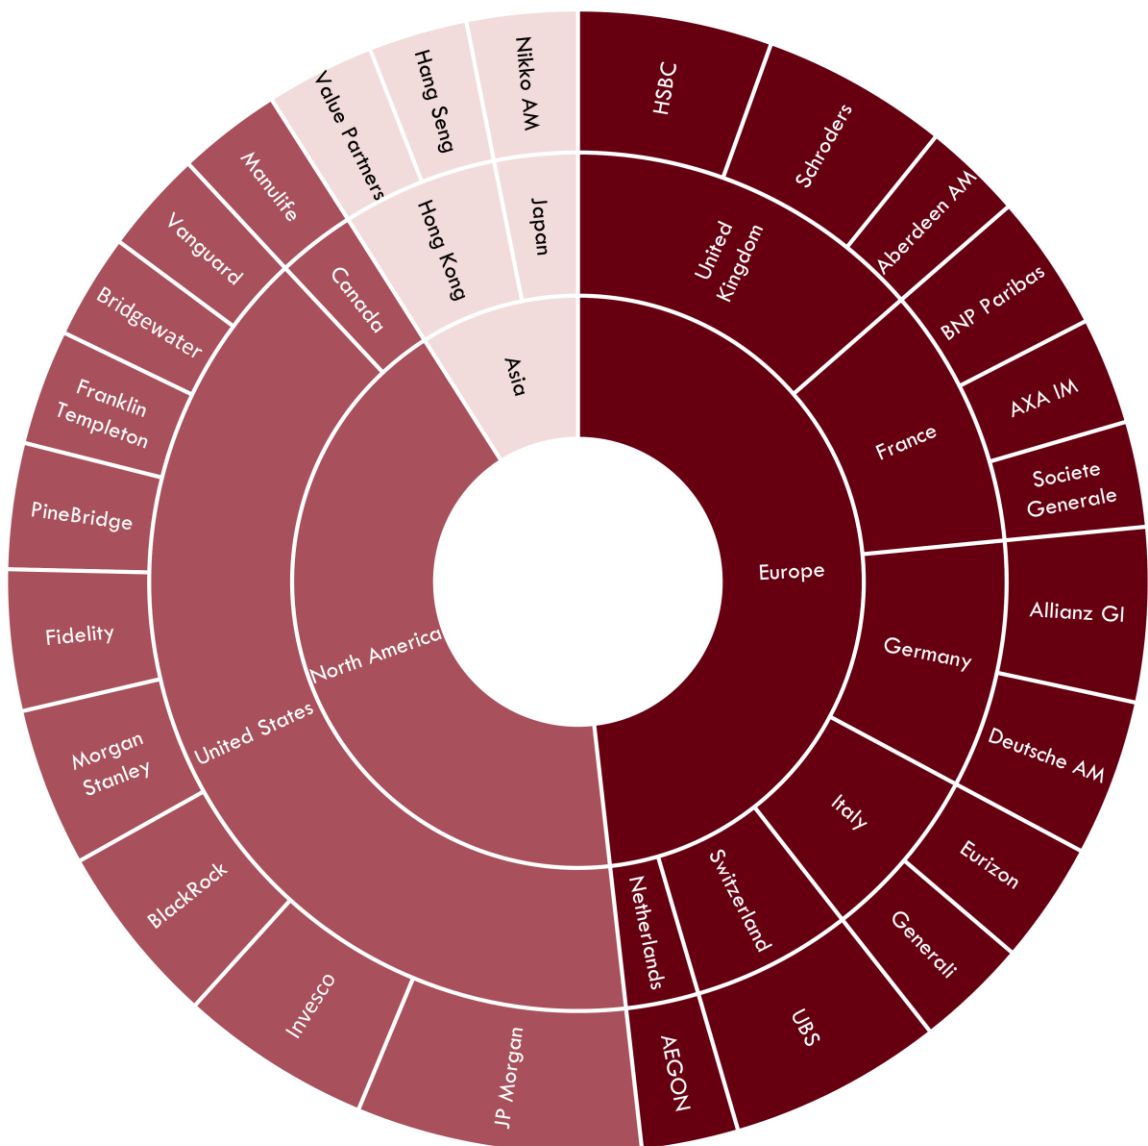 Europe
United
Kingdom
HSBC
Schroders
Aberdeen AM
France
BNP Paribas
AXA IM
Societe
Generale
Germany
Allianz GI
Deutsche AM
Italy
Eurizon
Generali
Switzerland
UBS
Netherlands
AEGON
North America
United States
JP Morgan
Invesco
BlackRock
Morgan
Stanley
Fidelity
PineBridge
Franklin
Templeton
Bridgewater
Vanguard
Canada
Manulife
Asia
Hong Kong
Value Partners
Hang Seng
Japan
Nikko AM